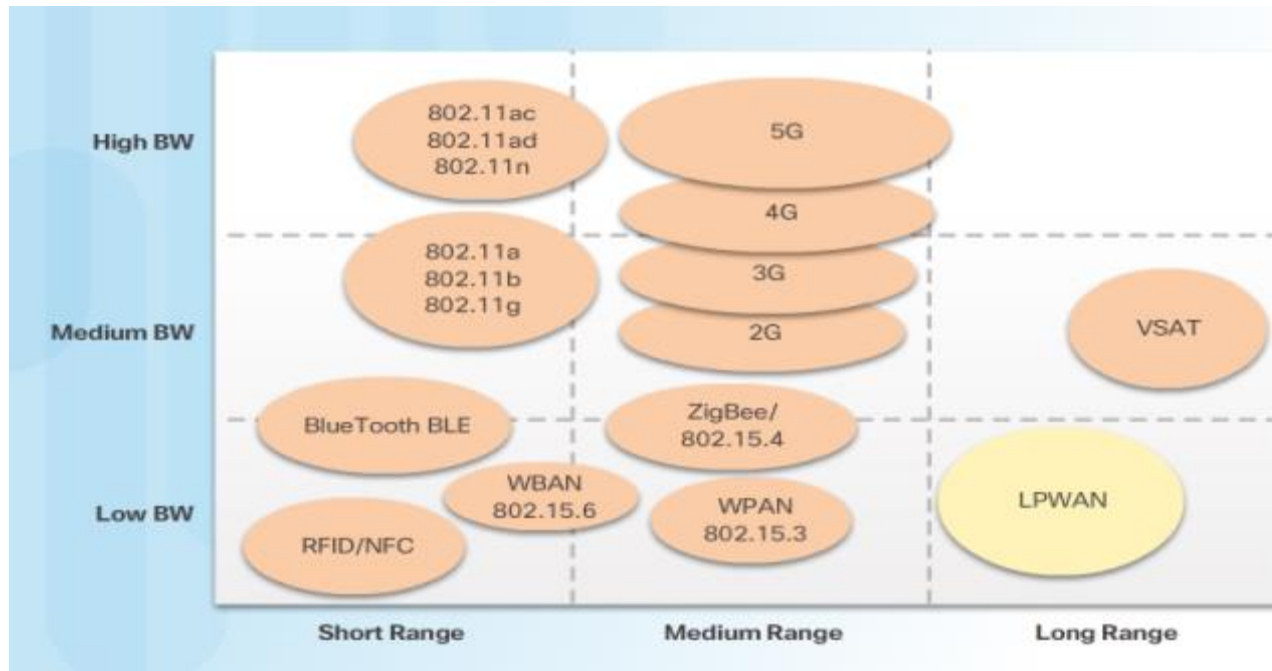 High BW
802.11ac
802.11ad
802.11n
5G
4G
802.11a
802.11b
802.11g
3G
Medium BW
2G
VSAT
BlueTooth BLE
ZigBee/
802.15.4
WBAN
802.15.6
WPAN
802.15.3
LPWAN
Low BW
RFID/NFC
Short Range
Medium Range
Long Range